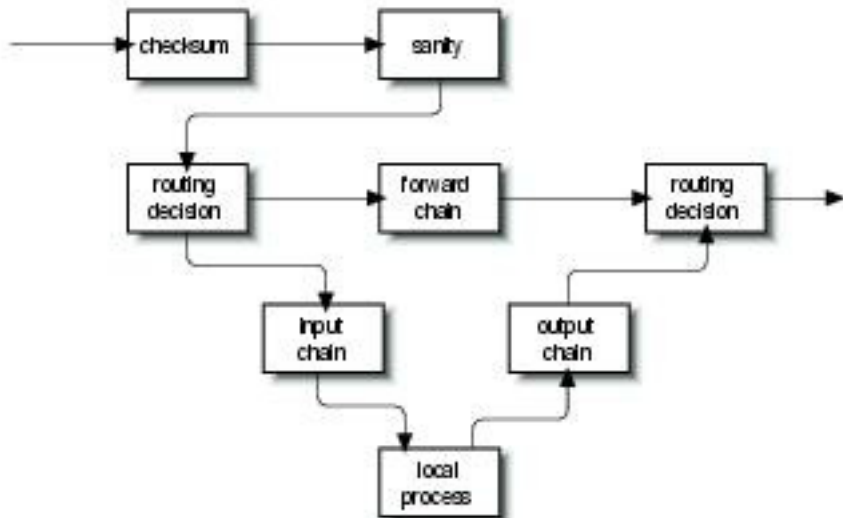 checksum
sanity
routing
decision
forward
chain
routing
decision
input
chain
output
chain
local
process